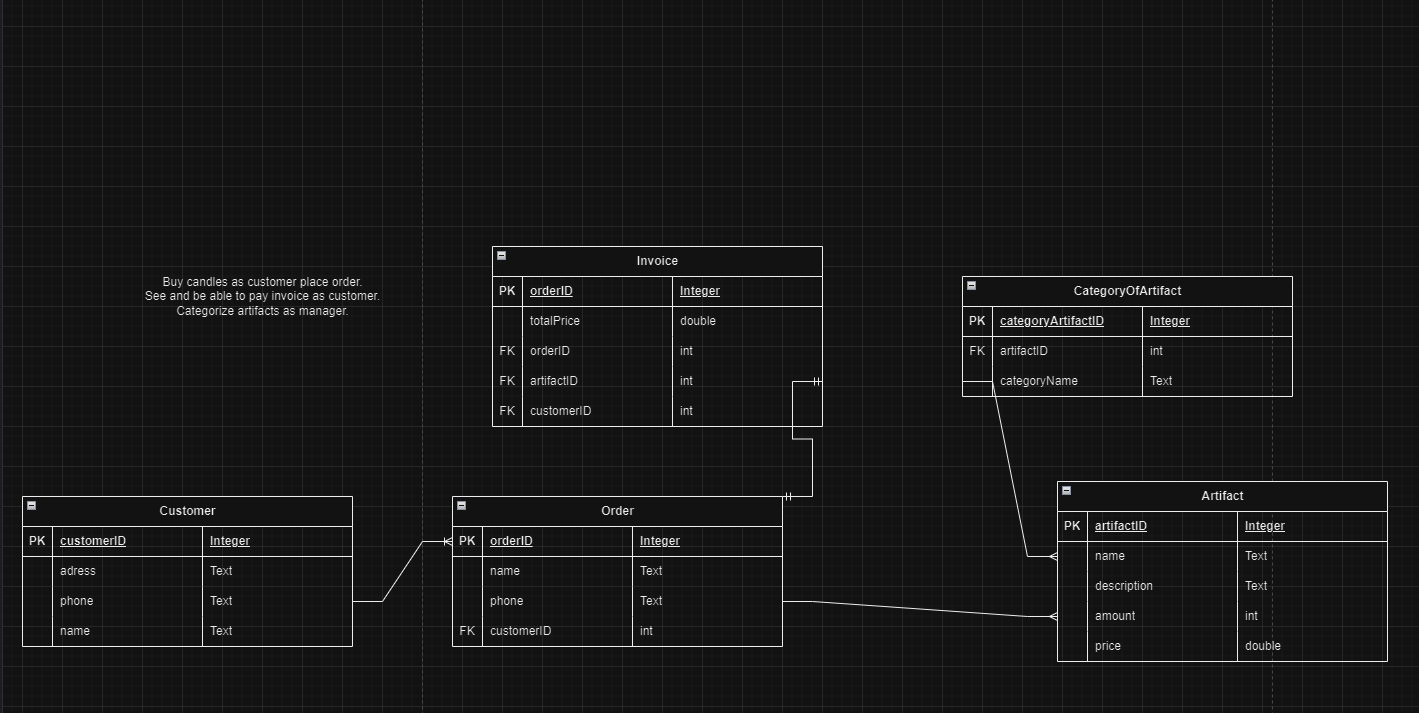 Buy candles as customer place order.
See and be able to pay invoice as customer.
Categorize artifacts as manager.
Invoice
PK orderID Integer
totalPrice double
FK orderID int
FK artifactID int
FK customerID int
CategoryOfArtifact
PK categoryArtifactID Integer
FK artifactID int
categoryName Text
Customer
PK customerID Integer
adress Text
phone Text
name Text
Order
PK orderID Integer
name Text
phone Text
FK customerID int
Artifact
PK artifactID Integer
name Text
description Text
amount int
price double